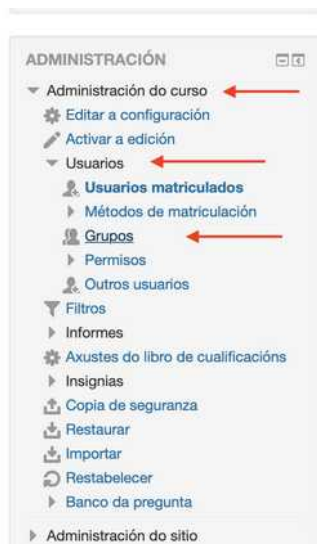 ADMINISTRACIÓN
Administración do curso
Editar a configuración
Activar a edición
Usuarios
Usuarios matriculados
Métodos de matriculación
Grupos
Permisos
Outros usuarios
Filtros
Informes
Axustes do libro de cualificacións
Insignias
Copia de seguranza
Restaurar
Importar
Restabelecer
Banco da pregunta
Administración do sitio